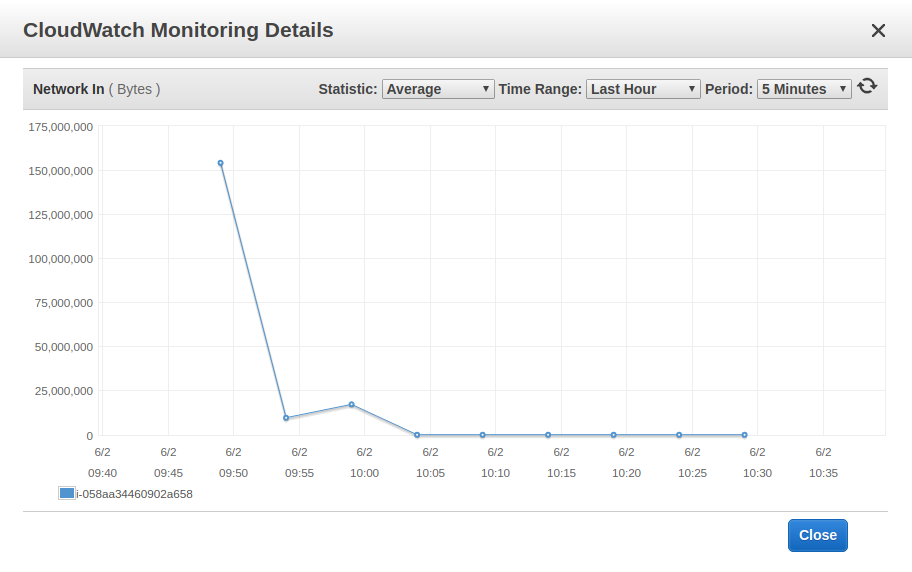 CloudWatch Monitoring Details
Network In ( Bytes ) Statistic: Average Time Range: Last Hour Period: 5 Minutes
175,000,000
150,000,000
125,000,000
100,000,000
75,000,000
50,000,000
25,000,000
0
6/2 6/2 6/2 6/2 6/2 6/2 6/2 6/2 6/2 6/2 6/2 6/2
09:40 09:45 09:50 09:55 10:00 10:05 10:10 10:15 10:20 10:25 10:30 10:35
i-058aa34460902a658
Close